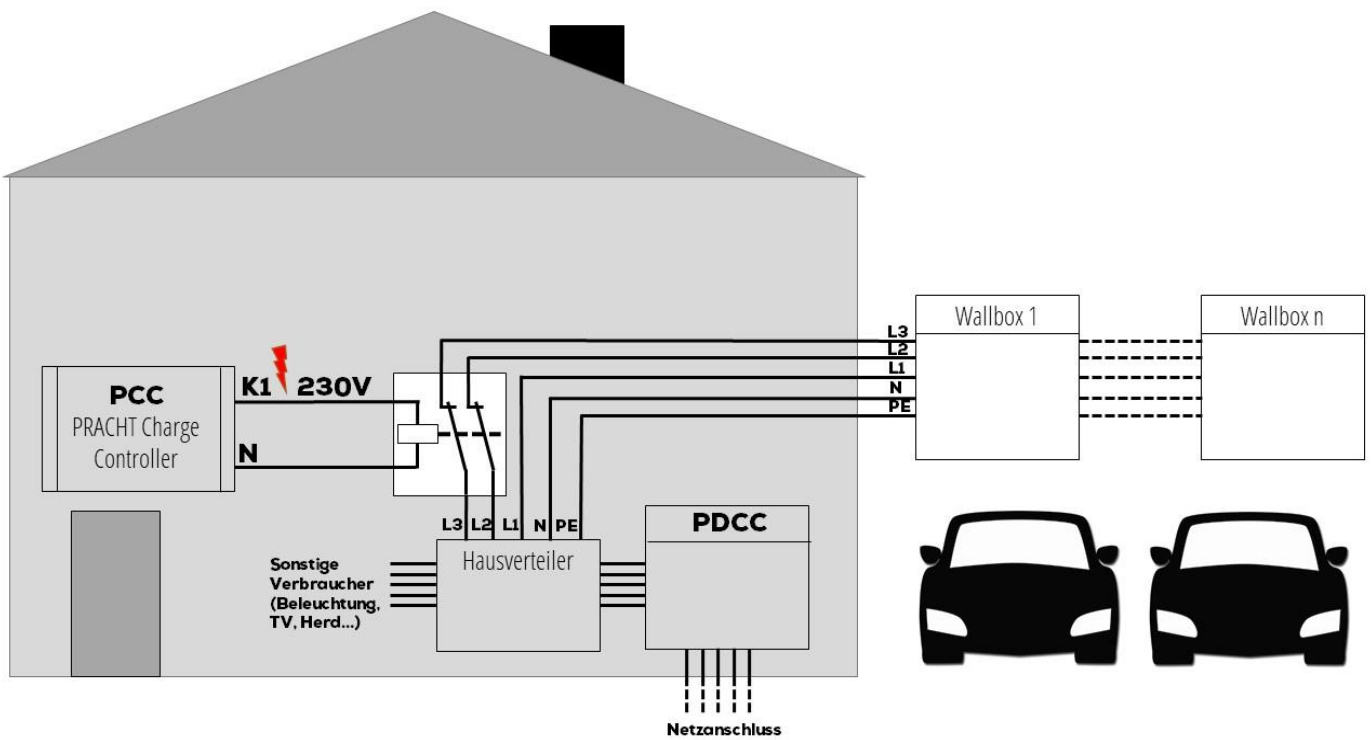 Wallbox 1
Wallbox n
L3
L2
L1
N
PE
PCC
PRACHT Charge
Controller
K1 230V
N
L3 L2 L1 N PE
PDCC
Hausverteiler
Sonstige
Verbraucher
(Beleuchtung,
TV, Herd...)
Netzanschluss